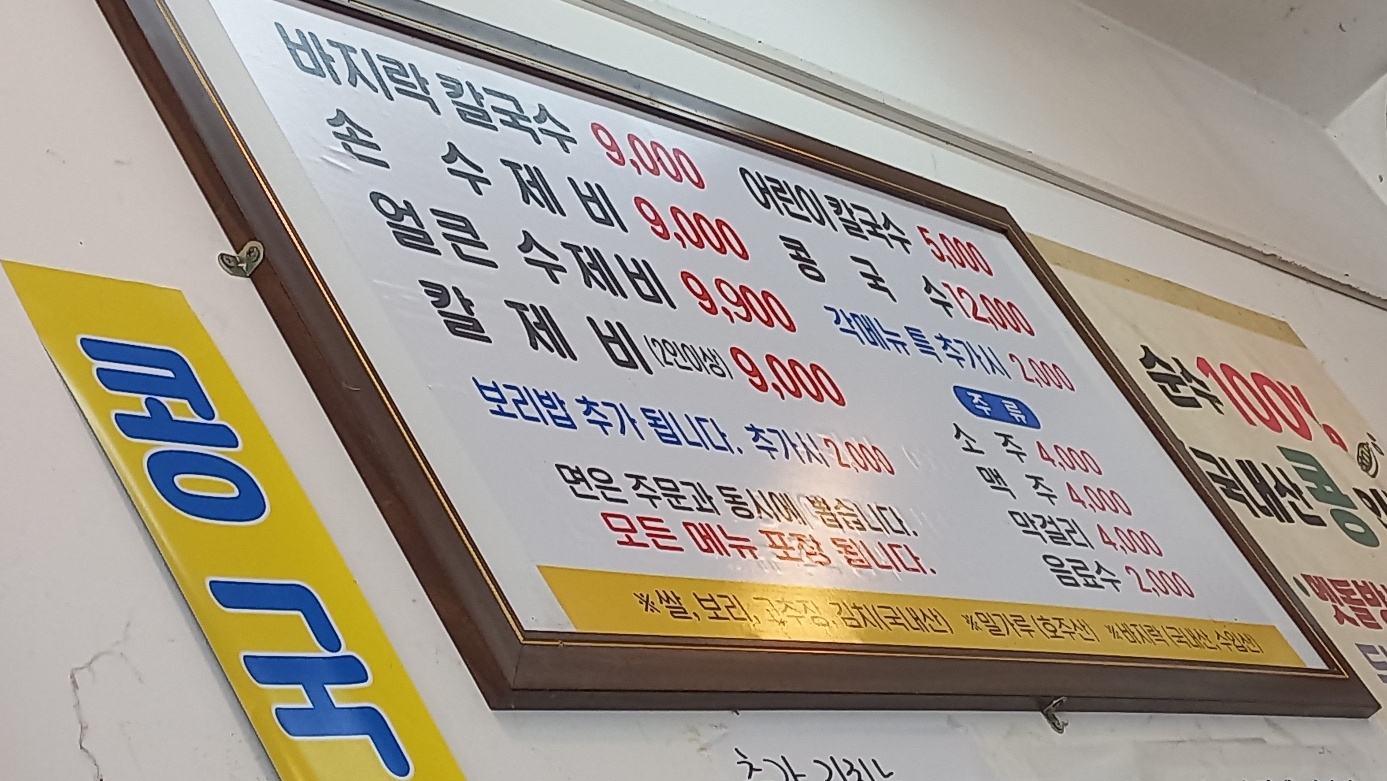 바지락 칼국수 9,000
손 수 제 비 9,000
얼큰 수제비 9,900
칼 제 비 (2인이상) 9,000
보리밥 추가 됩니다. 추가시 2,000
면은 주문과 동시에 뽑습니다.
모든 메뉴 포장 됩니다.
어린이 칼국수 5,000
콩 국 수 12,000
각메뉴 특 추가시 2,000
주 류
소 주 4,000
맥 주 4,000
막걸리 4,000
음료수 2,000
※쌀, 보리, 고추장, 김치(국내산) ※밀가루 (호주산) ※바지락 (국내산,수입산)
순수 100%
국내산 콩
맷돌방